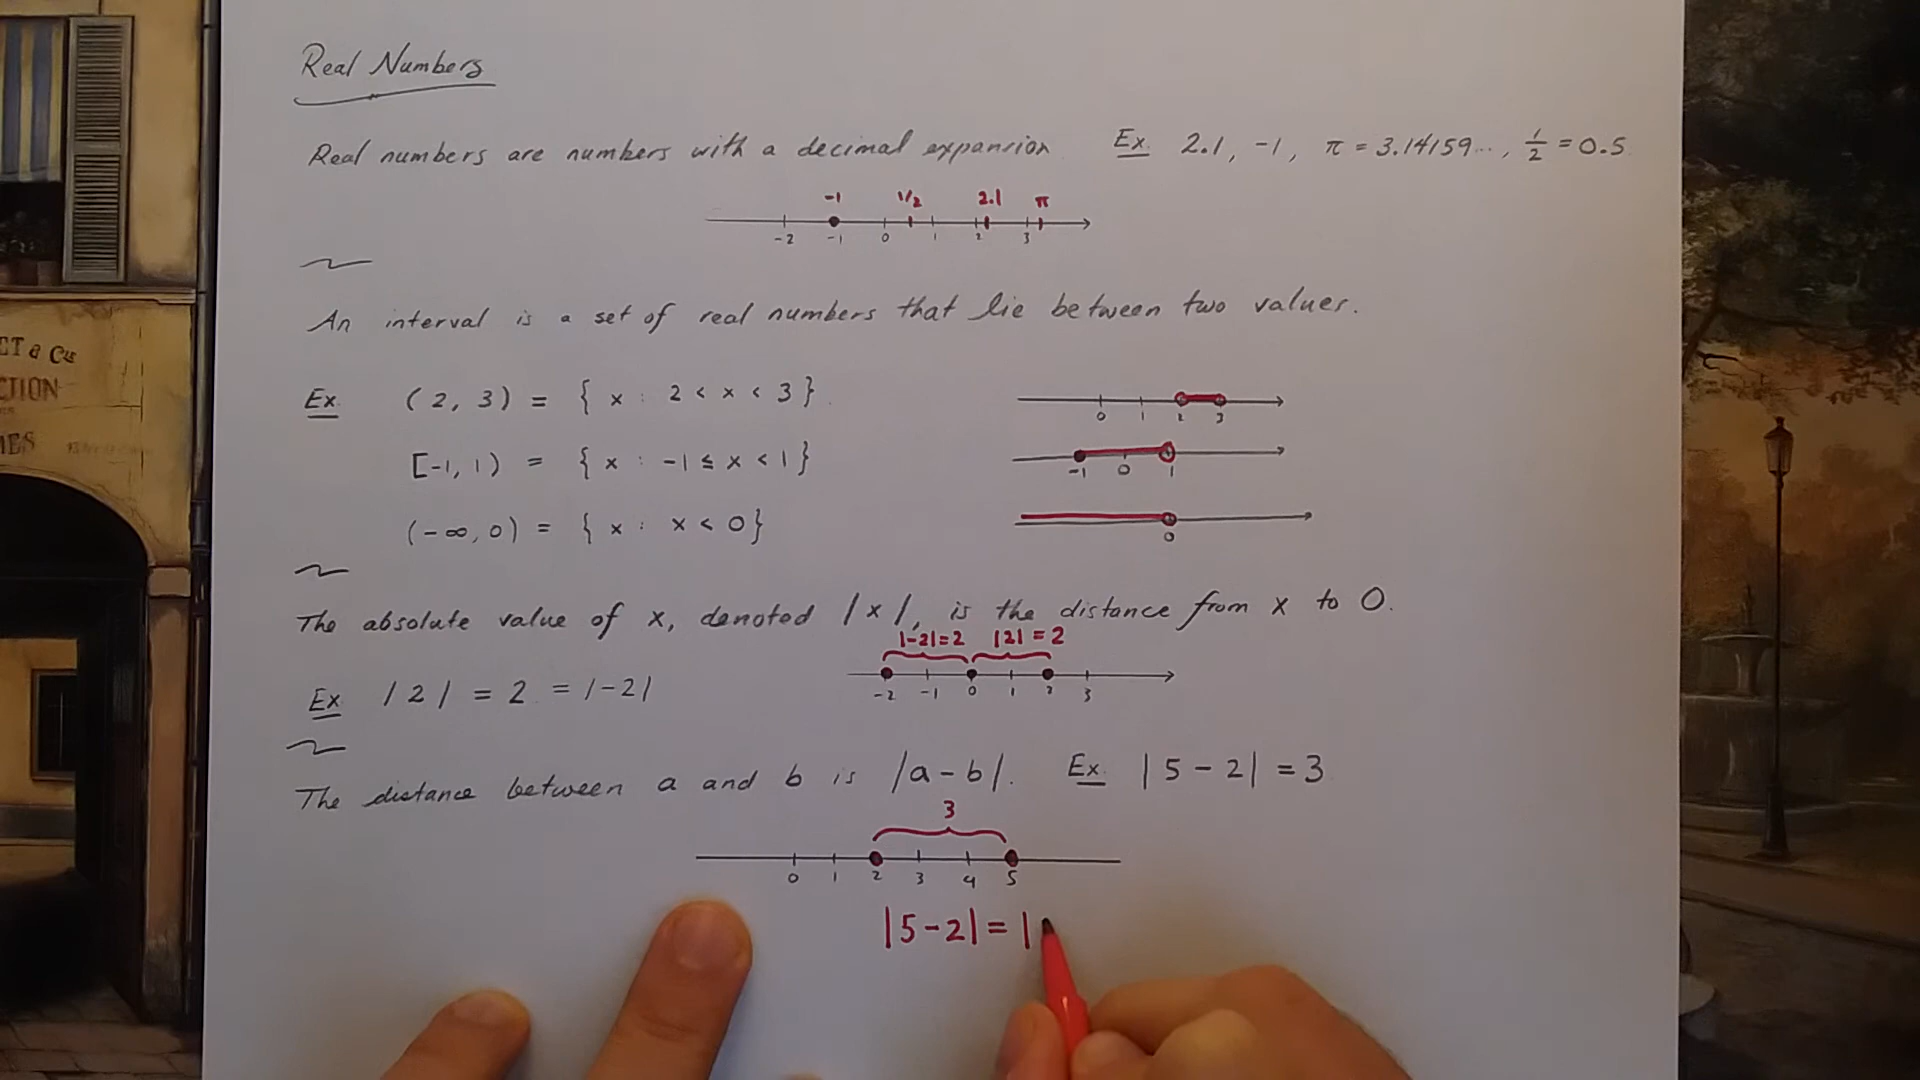 Real Numbers
Real numbers are numbers with a decimal expansion Ex. 2.1, -1, π = 3.14159..., 1/2 = 0.5
-1 1/2 2.1 π
-2 -1 0 1 2 3
An interval is a set of real numbers that lie between two values.
Ex. (2, 3) = { x : 2 < x < 3 }
0 1 2 3
[-1, 1) = { x : -1 ≤ x < 1 }
-1 0 1
(-∞, 0) = { x : x < 0 }
0
The absolute value of x, denoted |x|, is the distance from x to 0.
|-2|=2 |2| = 2
Ex |2| = 2 = |-2|
-2 -1 0 1 2 3
The distance between a and b is |a - b|. Ex. |5 - 2| = 3
3
0 1 2 3 4 5
|5-2| = |
CT & Cie
CTION